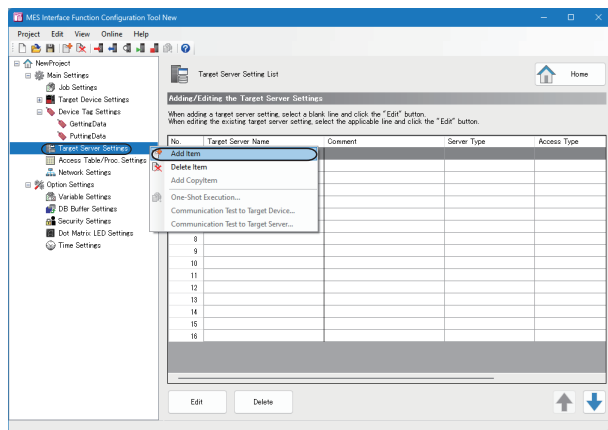 MES Interface Function Configuration Tool New
Project Edit View Online Help
NewProject
Main Settings
Job Settings
Target Device Settings
Device Tag Settings
GettingData
PuttingData
Target Server Settings
Access Table/Proc. Settings
Network Settings
Option Settings
Variable Settings
DB Buffer Settings
Security Settings
Dot Matrix LED Settings
Time Settings
Target Server Setting List
Home
Adding/Editing the Target Server Settings
When adding a target server setting, select a blank line and click the "Edit" button.
When editing the existing target server setting, select the applicable line and click the "Edit" button.
No. Target Server Name Comment Server Type Access Type
Add Item
Delete Item
Add CopyItem
One-Shot Execution...
Communication Test to Target Device...
Communication Test to Target Server...
8
9
10
11
12
13
14
15
16
Edit Delete